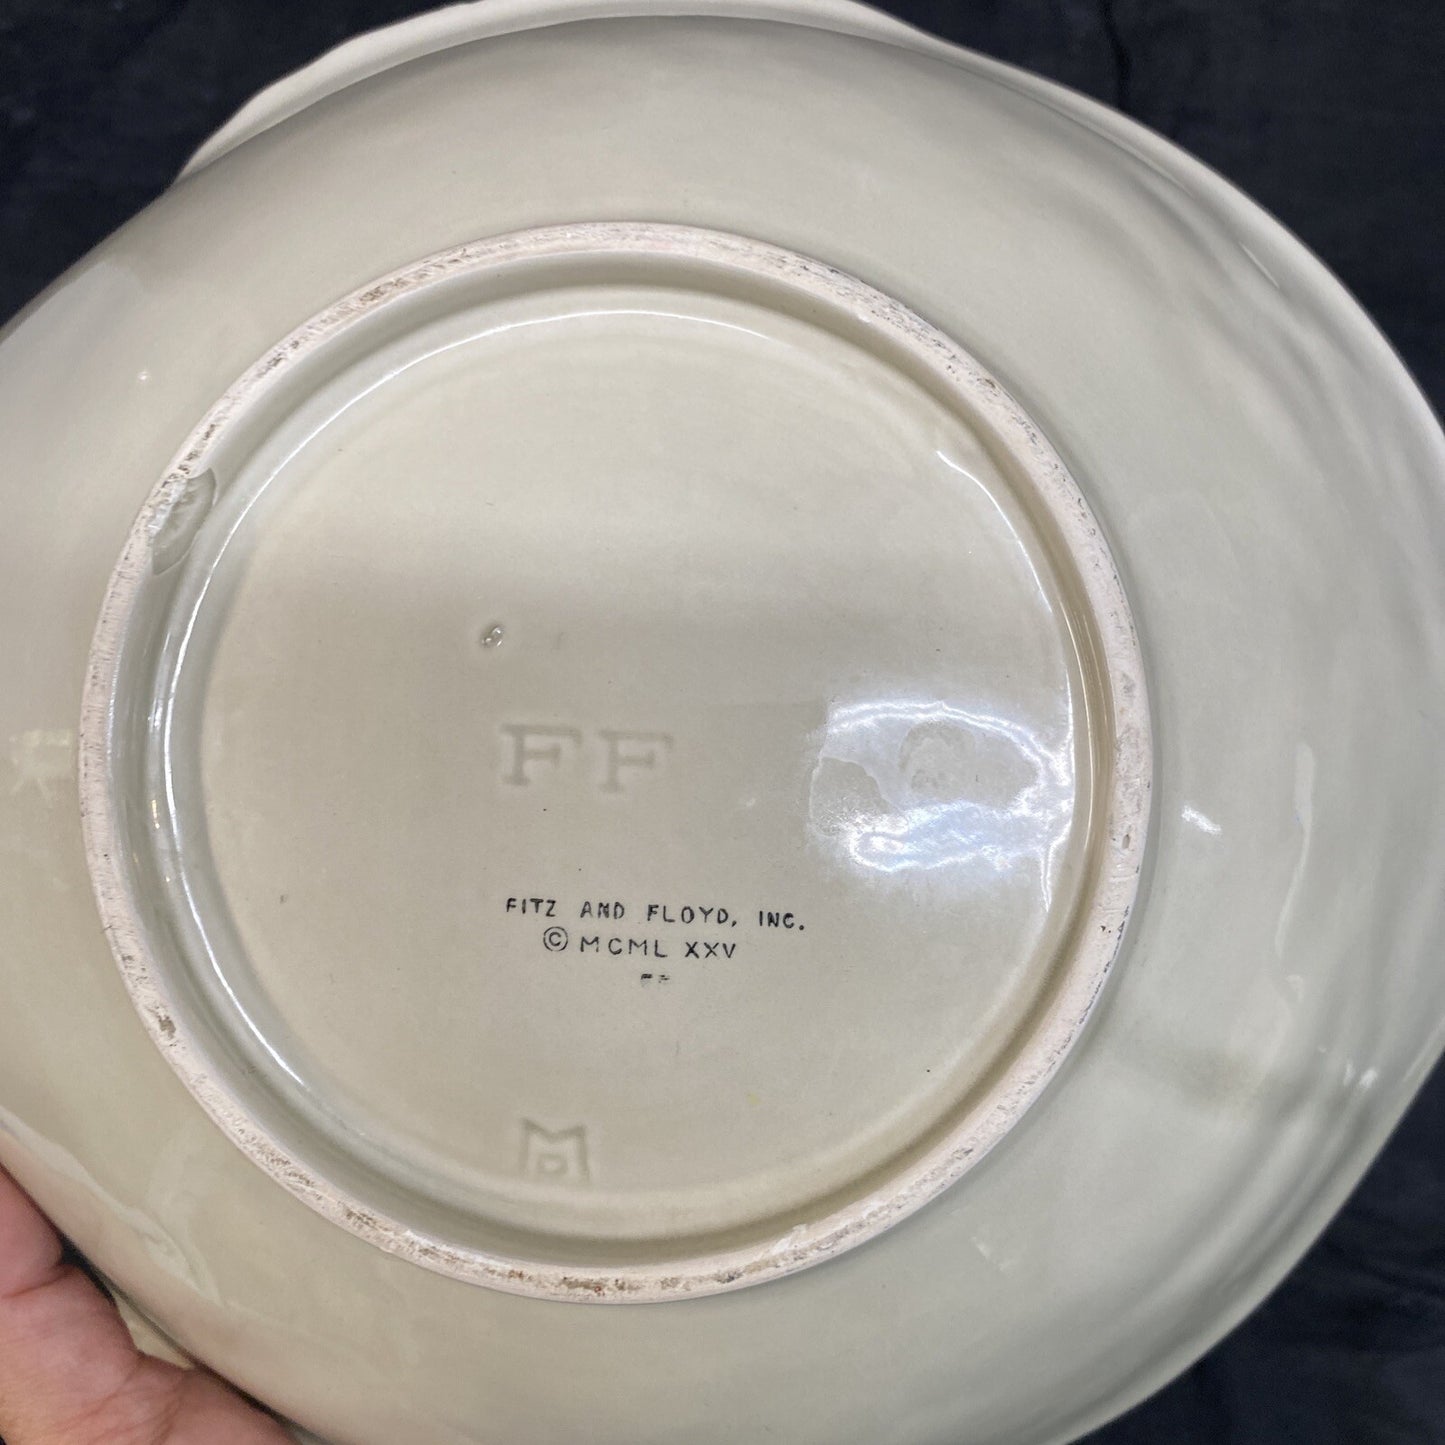 FF
FITZ AND FLOYD, INC.
© MCML XXV
FF